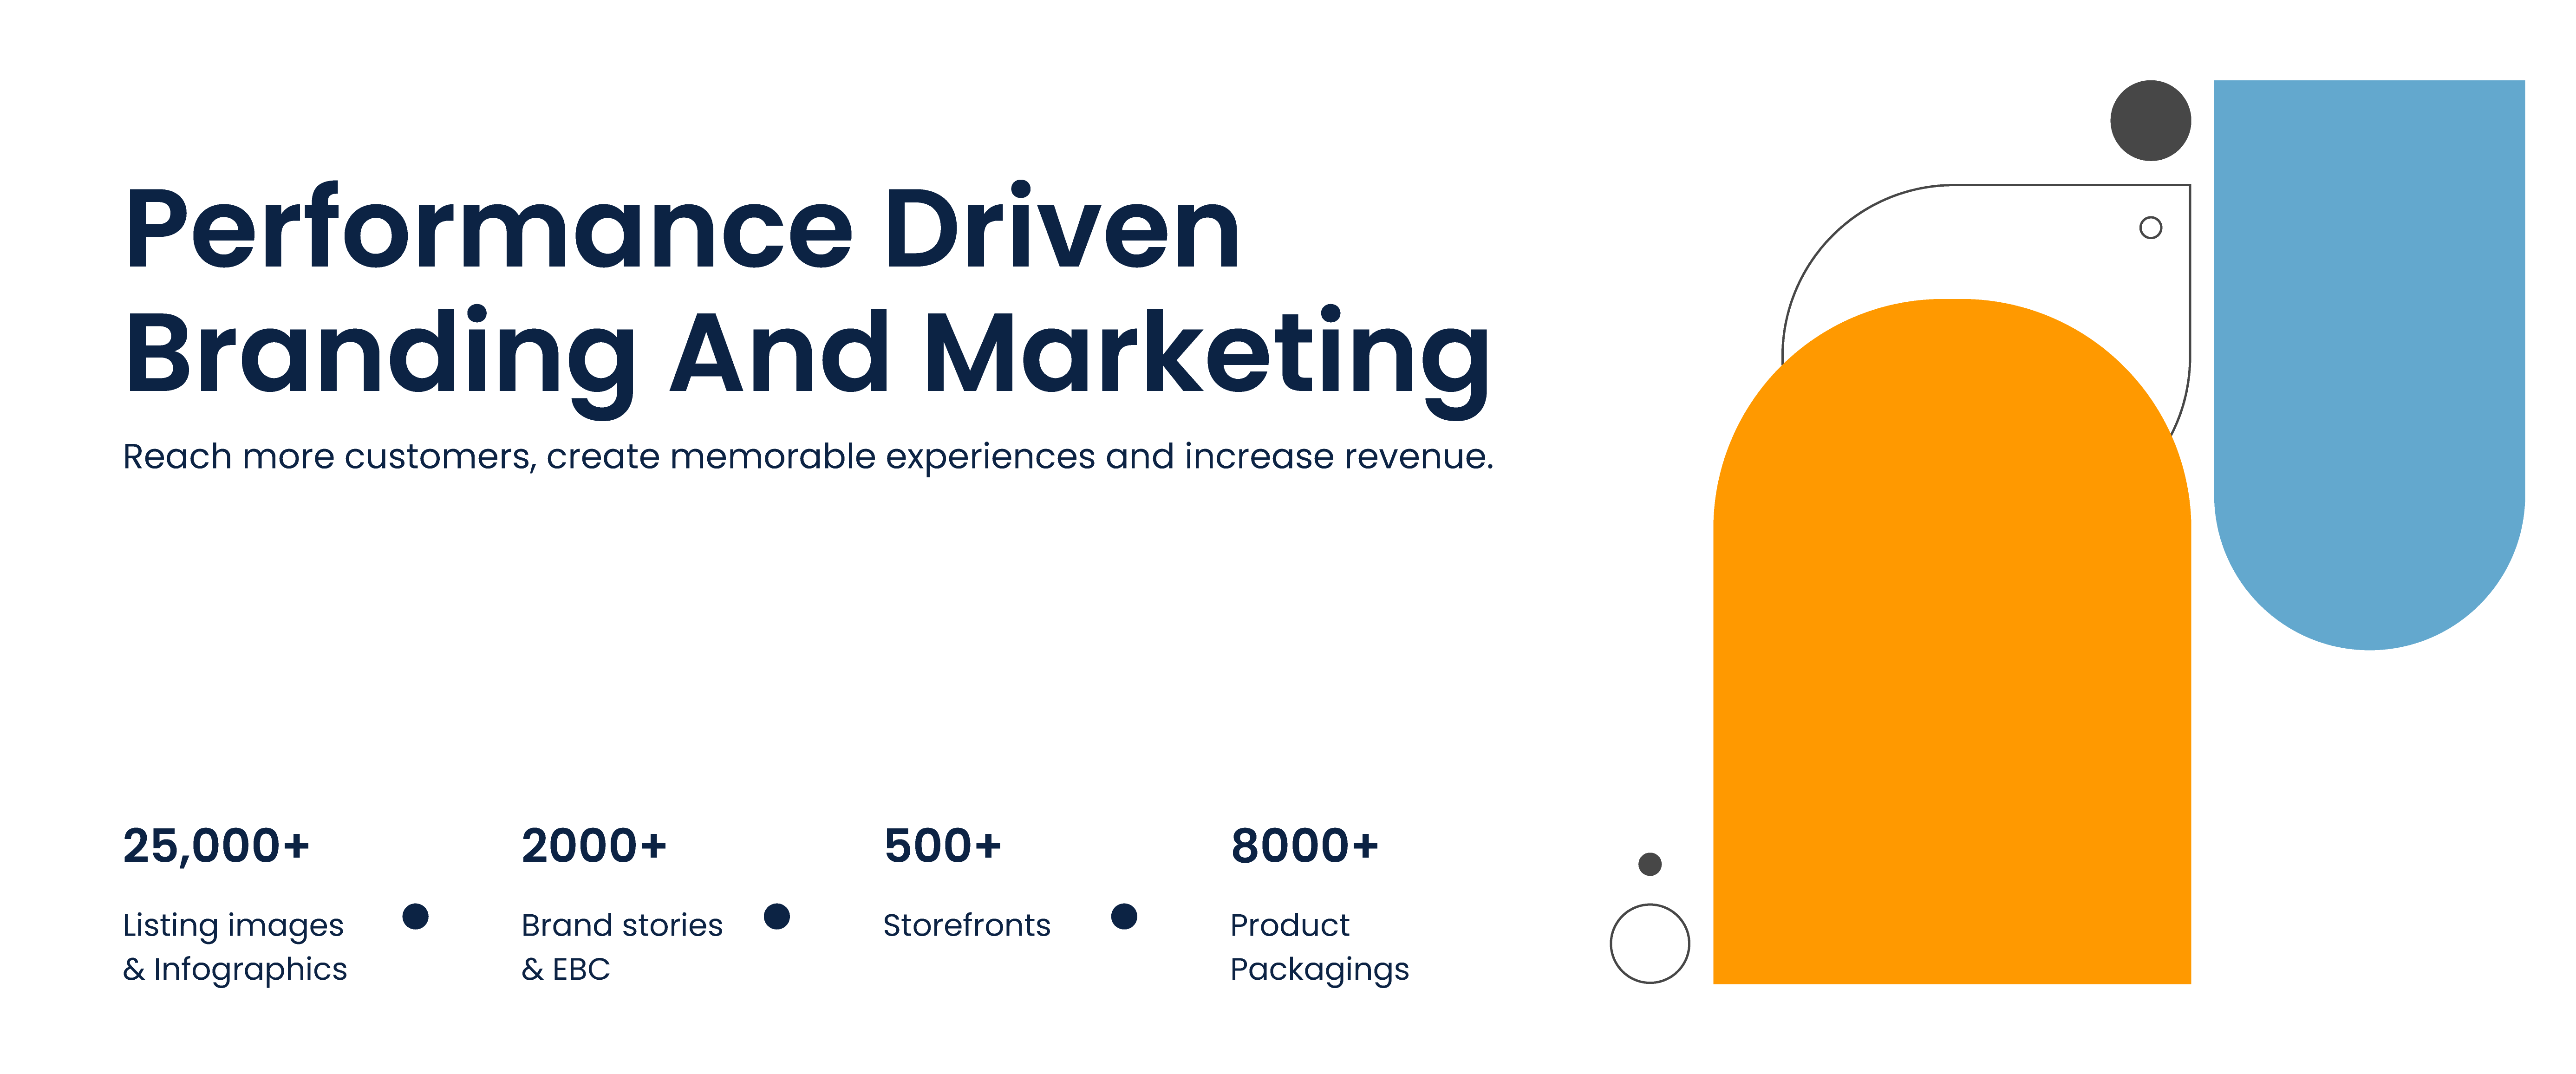 Performance Driven
Branding And Marketing
Reach more customers, create memorable experiences and increase revenue.
25,000+
Listing images
& Infographics
2000+
Brand stories
& EBC
500+
Storefronts
8000+
Product
Packagings